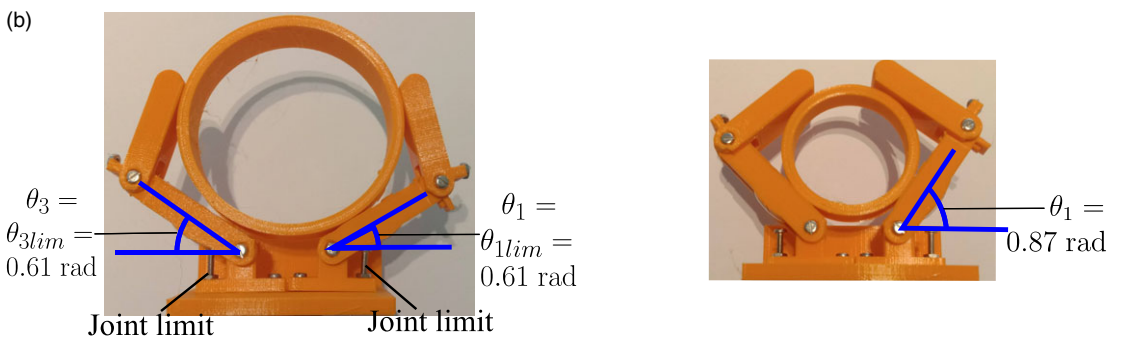 (b)
θ₃ =
θ₃lim =
0.61 rad
θ₁ =
θ₁lim =
0.61 rad
Joint limit
Joint limit
θ₁ =
0.87 rad